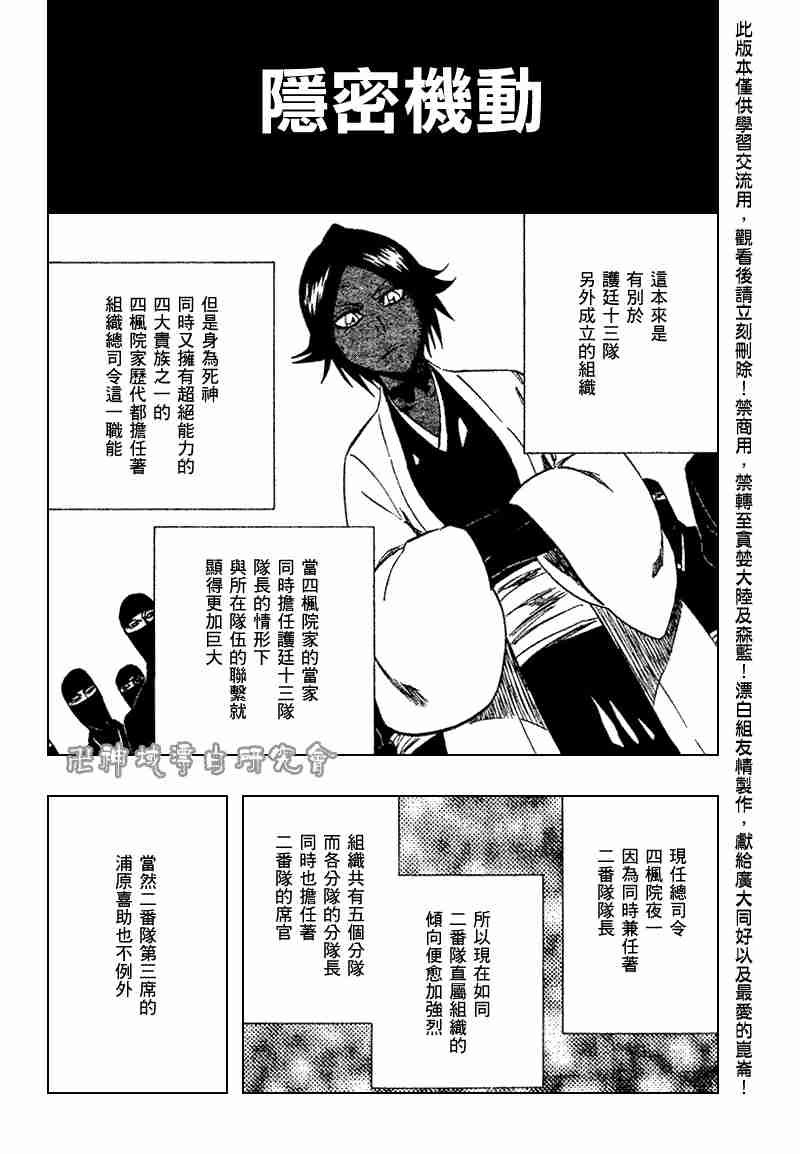 隱密機動
這本來是
有別於
護廷十三隊
另外成立的組織
但是身為死神
同時又擁有超絕能力的
四大貴族之一的
四楓院家歷代都擔任著
組織總司令這一職能
當四楓院家的當家
同時擔任護廷十三隊
隊長的情形下
與所在隊伍的聯繫就
顯得更加巨大
卍神域漂白研究會
現任總司令
四楓院夜一
因為同時兼任著
二番隊隊長
所以現在如同
二番隊直屬組織的
傾向便愈加強烈
組織共有五個分隊
而各分隊的分隊長
同時也擔任著
二番隊的席官
當然二番隊第三席的
浦原喜助也不例外
此版本僅供學習交流用，觀看後請立刻刪除！禁商用，禁轉至貪婪大陸及森藍！漂白組友情製作，獻給廣大同好以及最愛的崑崙！